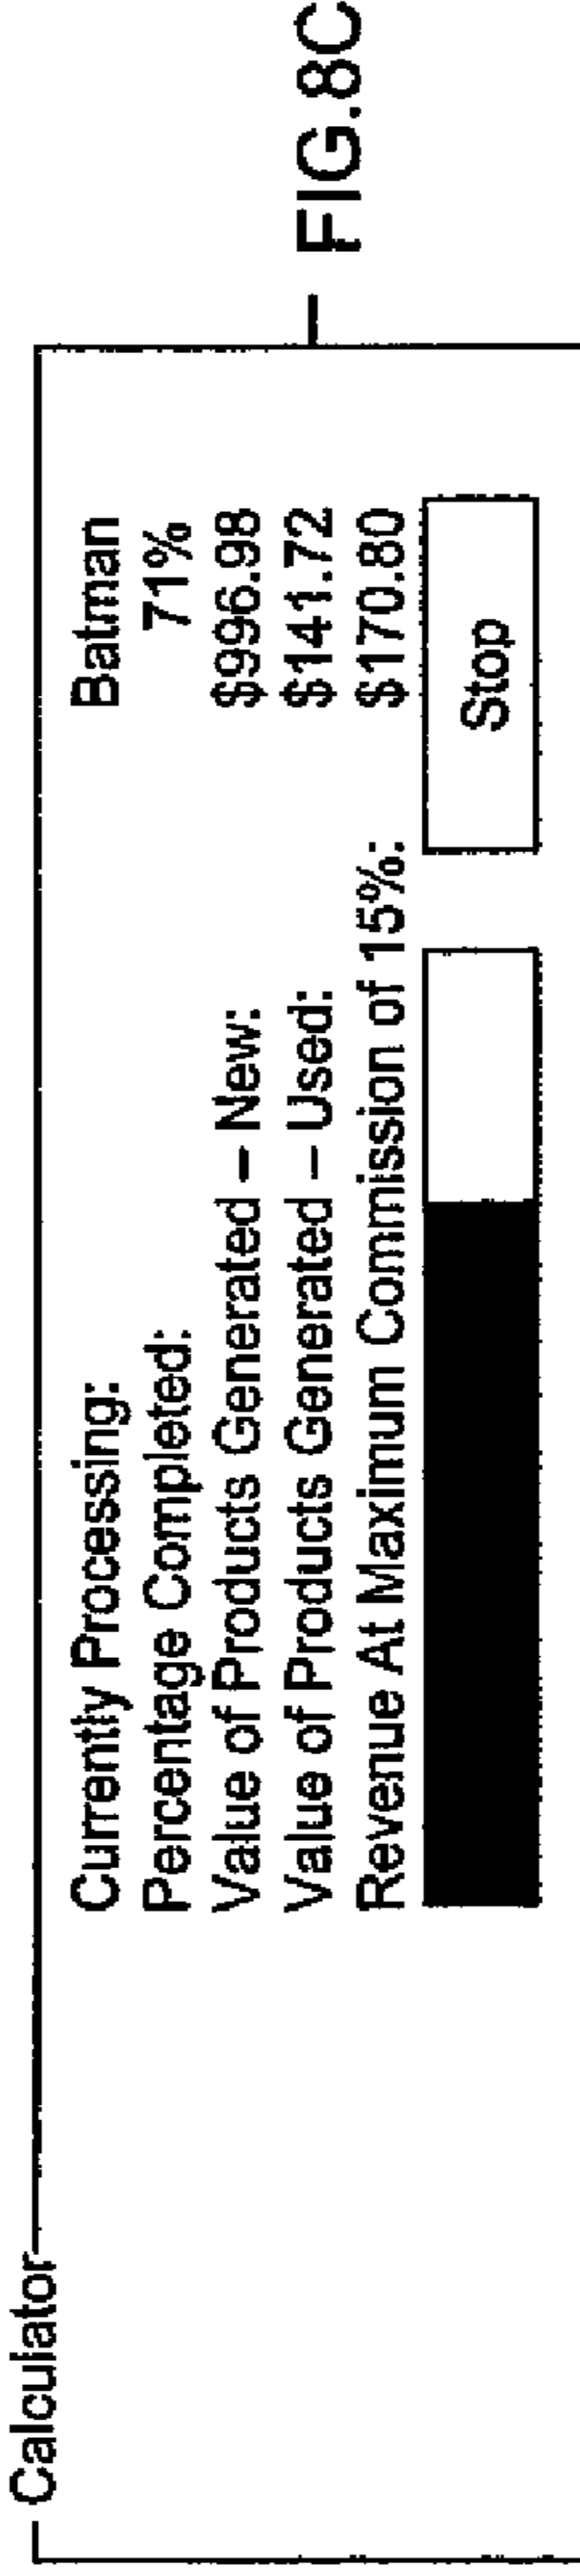 Calculator
Currently Processing: Batman
Percentage Completed: 71%
Value of Products Generated – New: $996.98
Value of Products Generated – Used: $141.72
Revenue At Maximum Commission of 15%: $170.80
Stop
FIG.8C